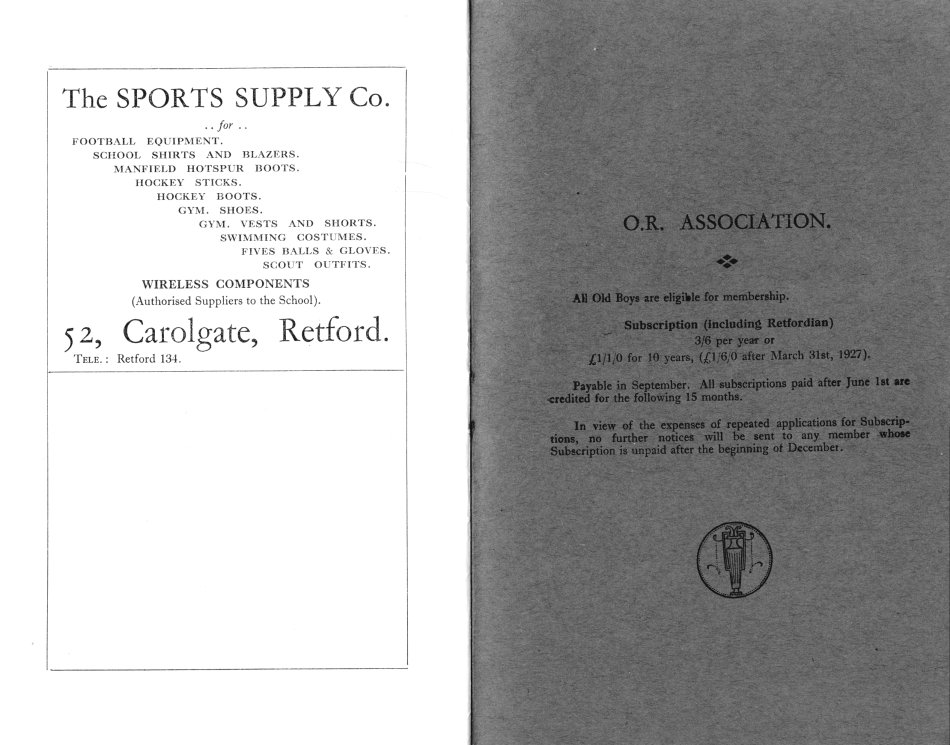 The SPORTS SUPPLY Co.
. . for . .
FOOTBALL EQUIPMENT.
SCHOOL SHIRTS AND BLAZERS.
MANFIELD HOTSPUR BOOTS.
HOCKEY STICKS.
HOCKEY BOOTS.
GYM. SHOES.
GYM. VESTS AND SHORTS.
SWIMMING COSTUMES.
FIVES BALLS & GLOVES.
SCOUT OUTFITS.
WIRELESS COMPONENTS
(Authorised Suppliers to the School).
52, Carolgate, Retford.
TELE. : Retford 134.
O.R. ASSOCIATION.
All Old Boys are eligible for membership.
Subscription (including Retfordian)
3/6 per year or
£1/1/0 for 10 years, (£1/6/0 after March 31st, 1927).
Payable in September. All subscriptions paid after June 1st are
credited for the following 15 months.
In view of the expenses of repeated applications for Subscrip-
tions, no further notices will be sent to any member whose
Subscription is unpaid after the beginning of December.